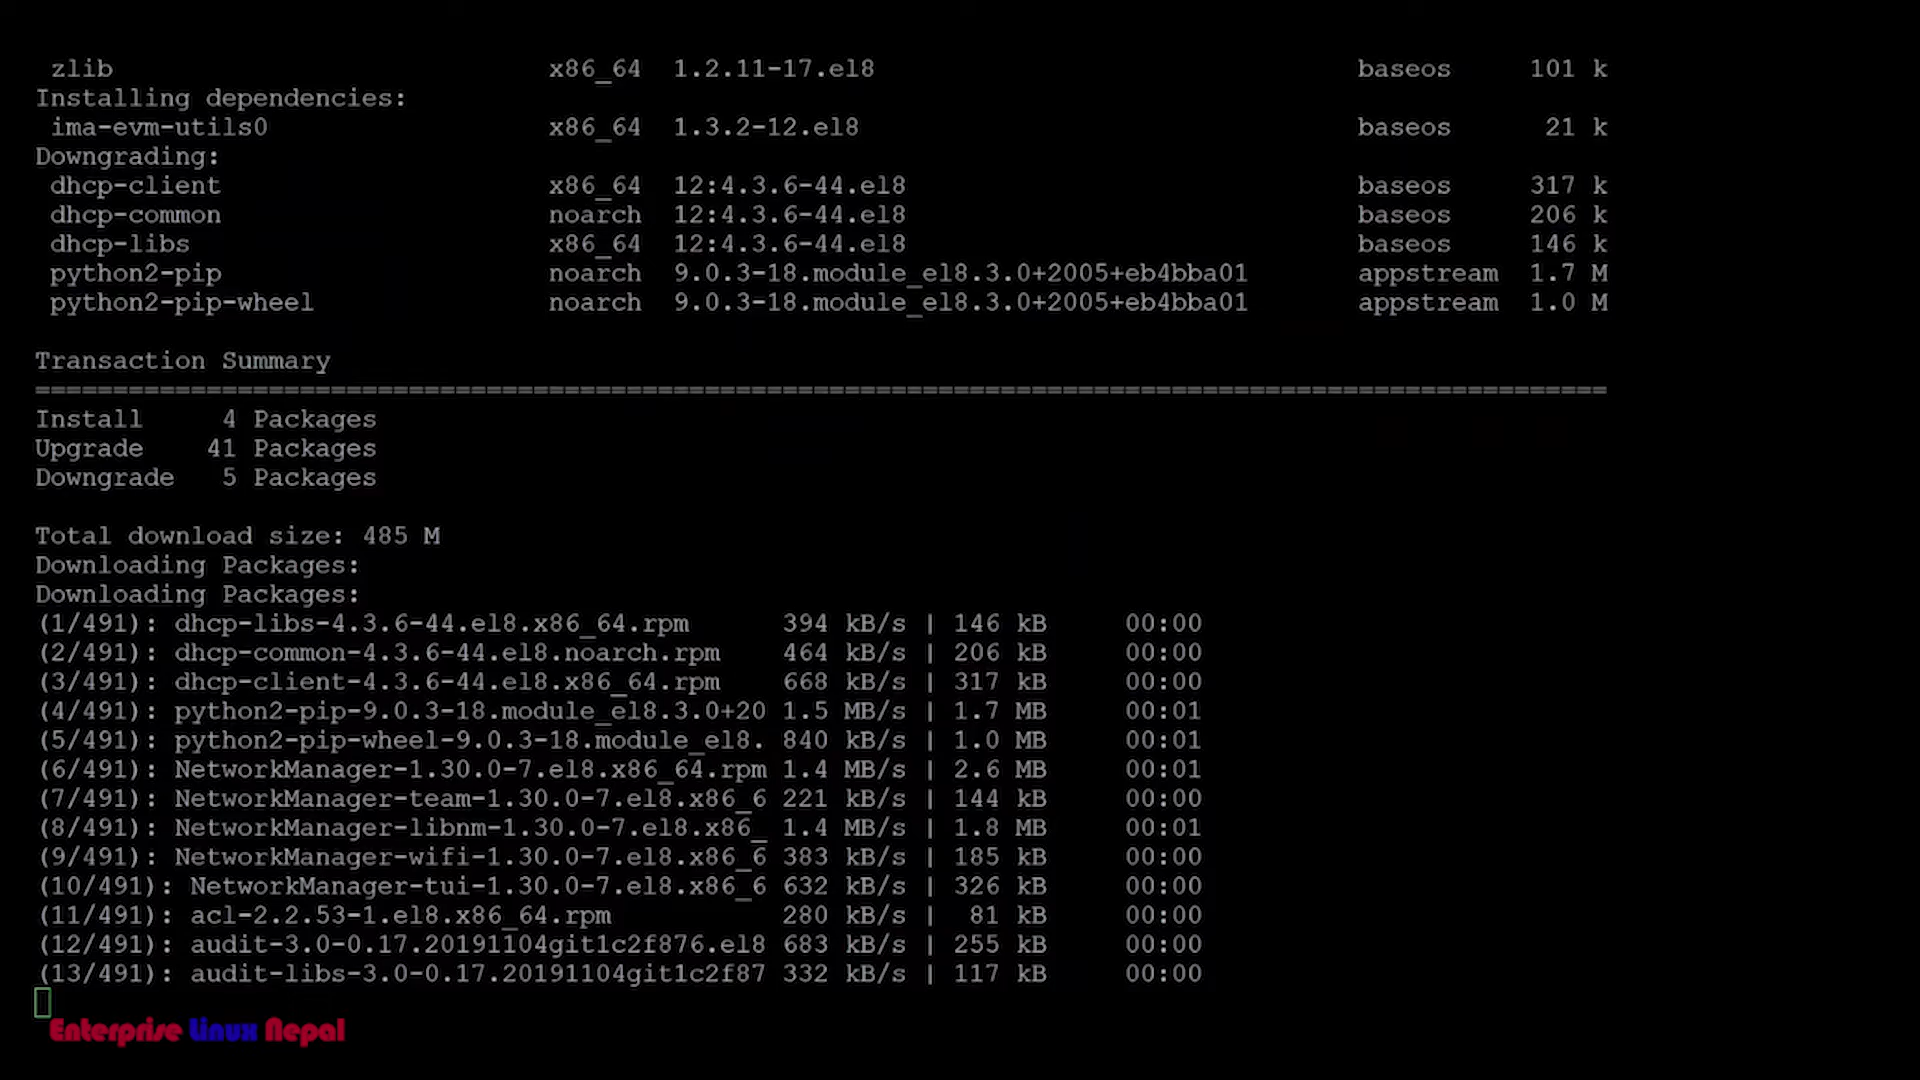 zlib x86_64 1.2.11-17.el8 baseos 101 k
Installing dependencies:
ima-evm-utils0 x86_64 1.3.2-12.el8 baseos 21 k
Downgrading:
dhcp-client x86_64 12:4.3.6-44.el8 baseos 317 k
dhcp-common noarch 12:4.3.6-44.el8 baseos 206 k
dhcp-libs x86_64 12:4.3.6-44.el8 baseos 146 k
python2-pip noarch 9.0.3-18.module_el8.3.0+2005+eb4bba01 appstream 1.7 M
python2-pip-wheel noarch 9.0.3-18.module_el8.3.0+2005+eb4bba01 appstream 1.0 M
Transaction Summary
=====================================================================================================
Install 4 Packages
Upgrade 41 Packages
Downgrade 5 Packages
Total download size: 485 M
Downloading Packages:
Downloading Packages:
(1/491): dhcp-libs-4.3.6-44.el8.x86_64.rpm 394 kB/s | 146 kB 00:00
(2/491): dhcp-common-4.3.6-44.el8.noarch.rpm 464 kB/s | 206 kB 00:00
(3/491): dhcp-client-4.3.6-44.el8.x86_64.rpm 668 kB/s | 317 kB 00:00
(4/491): python2-pip-9.0.3-18.module_el8.3.0+20 1.5 MB/s | 1.7 MB 00:01
(5/491): python2-pip-wheel-9.0.3-18.module_el8. 840 kB/s | 1.0 MB 00:01
(6/491): NetworkManager-1.30.0-7.el8.x86_64.rpm 1.4 MB/s | 2.6 MB 00:01
(7/491): NetworkManager-team-1.30.0-7.el8.x86_6 221 kB/s | 144 kB 00:00
(8/491): NetworkManager-libnm-1.30.0-7.el8.x86_ 1.4 MB/s | 1.8 MB 00:01
(9/491): NetworkManager-wifi-1.30.0-7.el8.x86_6 383 kB/s | 185 kB 00:00
(10/491): NetworkManager-tui-1.30.0-7.el8.x86_6 632 kB/s | 326 kB 00:00
(11/491): acl-2.2.53-1.el8.x86_64.rpm 280 kB/s | 81 kB 00:00
(12/491): audit-3.0-0.17.20191104git1c2f876.el8 683 kB/s | 255 kB 00:00
(13/491): audit-libs-3.0-0.17.20191104git1c2f87 332 kB/s | 117 kB 00:00
Enterprise Linux Nepal